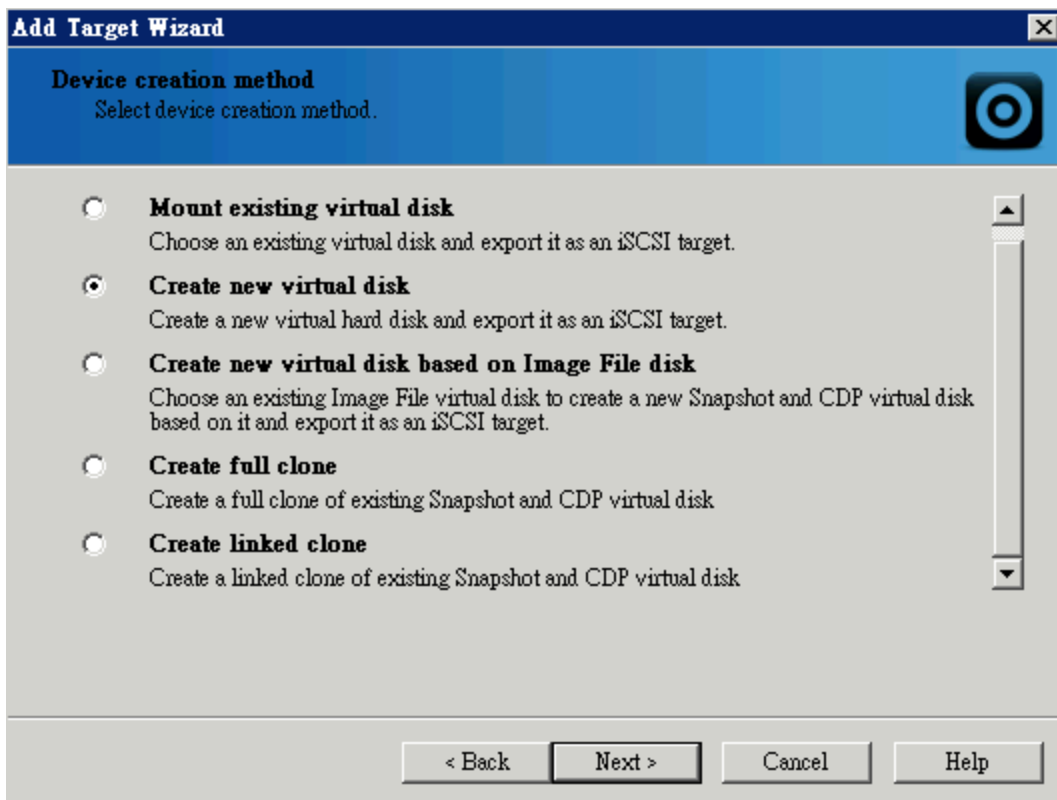 Add Target Wizard
Device creation method
Select device creation method.
Mount existing virtual disk
Choose an existing virtual disk and export it as an iSCSI target.
Create new virtual disk
Create a new virtual hard disk and export it as an iSCSI target.
Create new virtual disk based on Image File disk
Choose an existing Image File virtual disk to create a new Snapshot and CDP virtual disk
based on it and export it as an iSCSI target.
Create full clone
Create a full clone of existing Snapshot and CDP virtual disk
Create linked clone
Create a linked clone of existing Snapshot and CDP virtual disk
< Back Next > Cancel Help